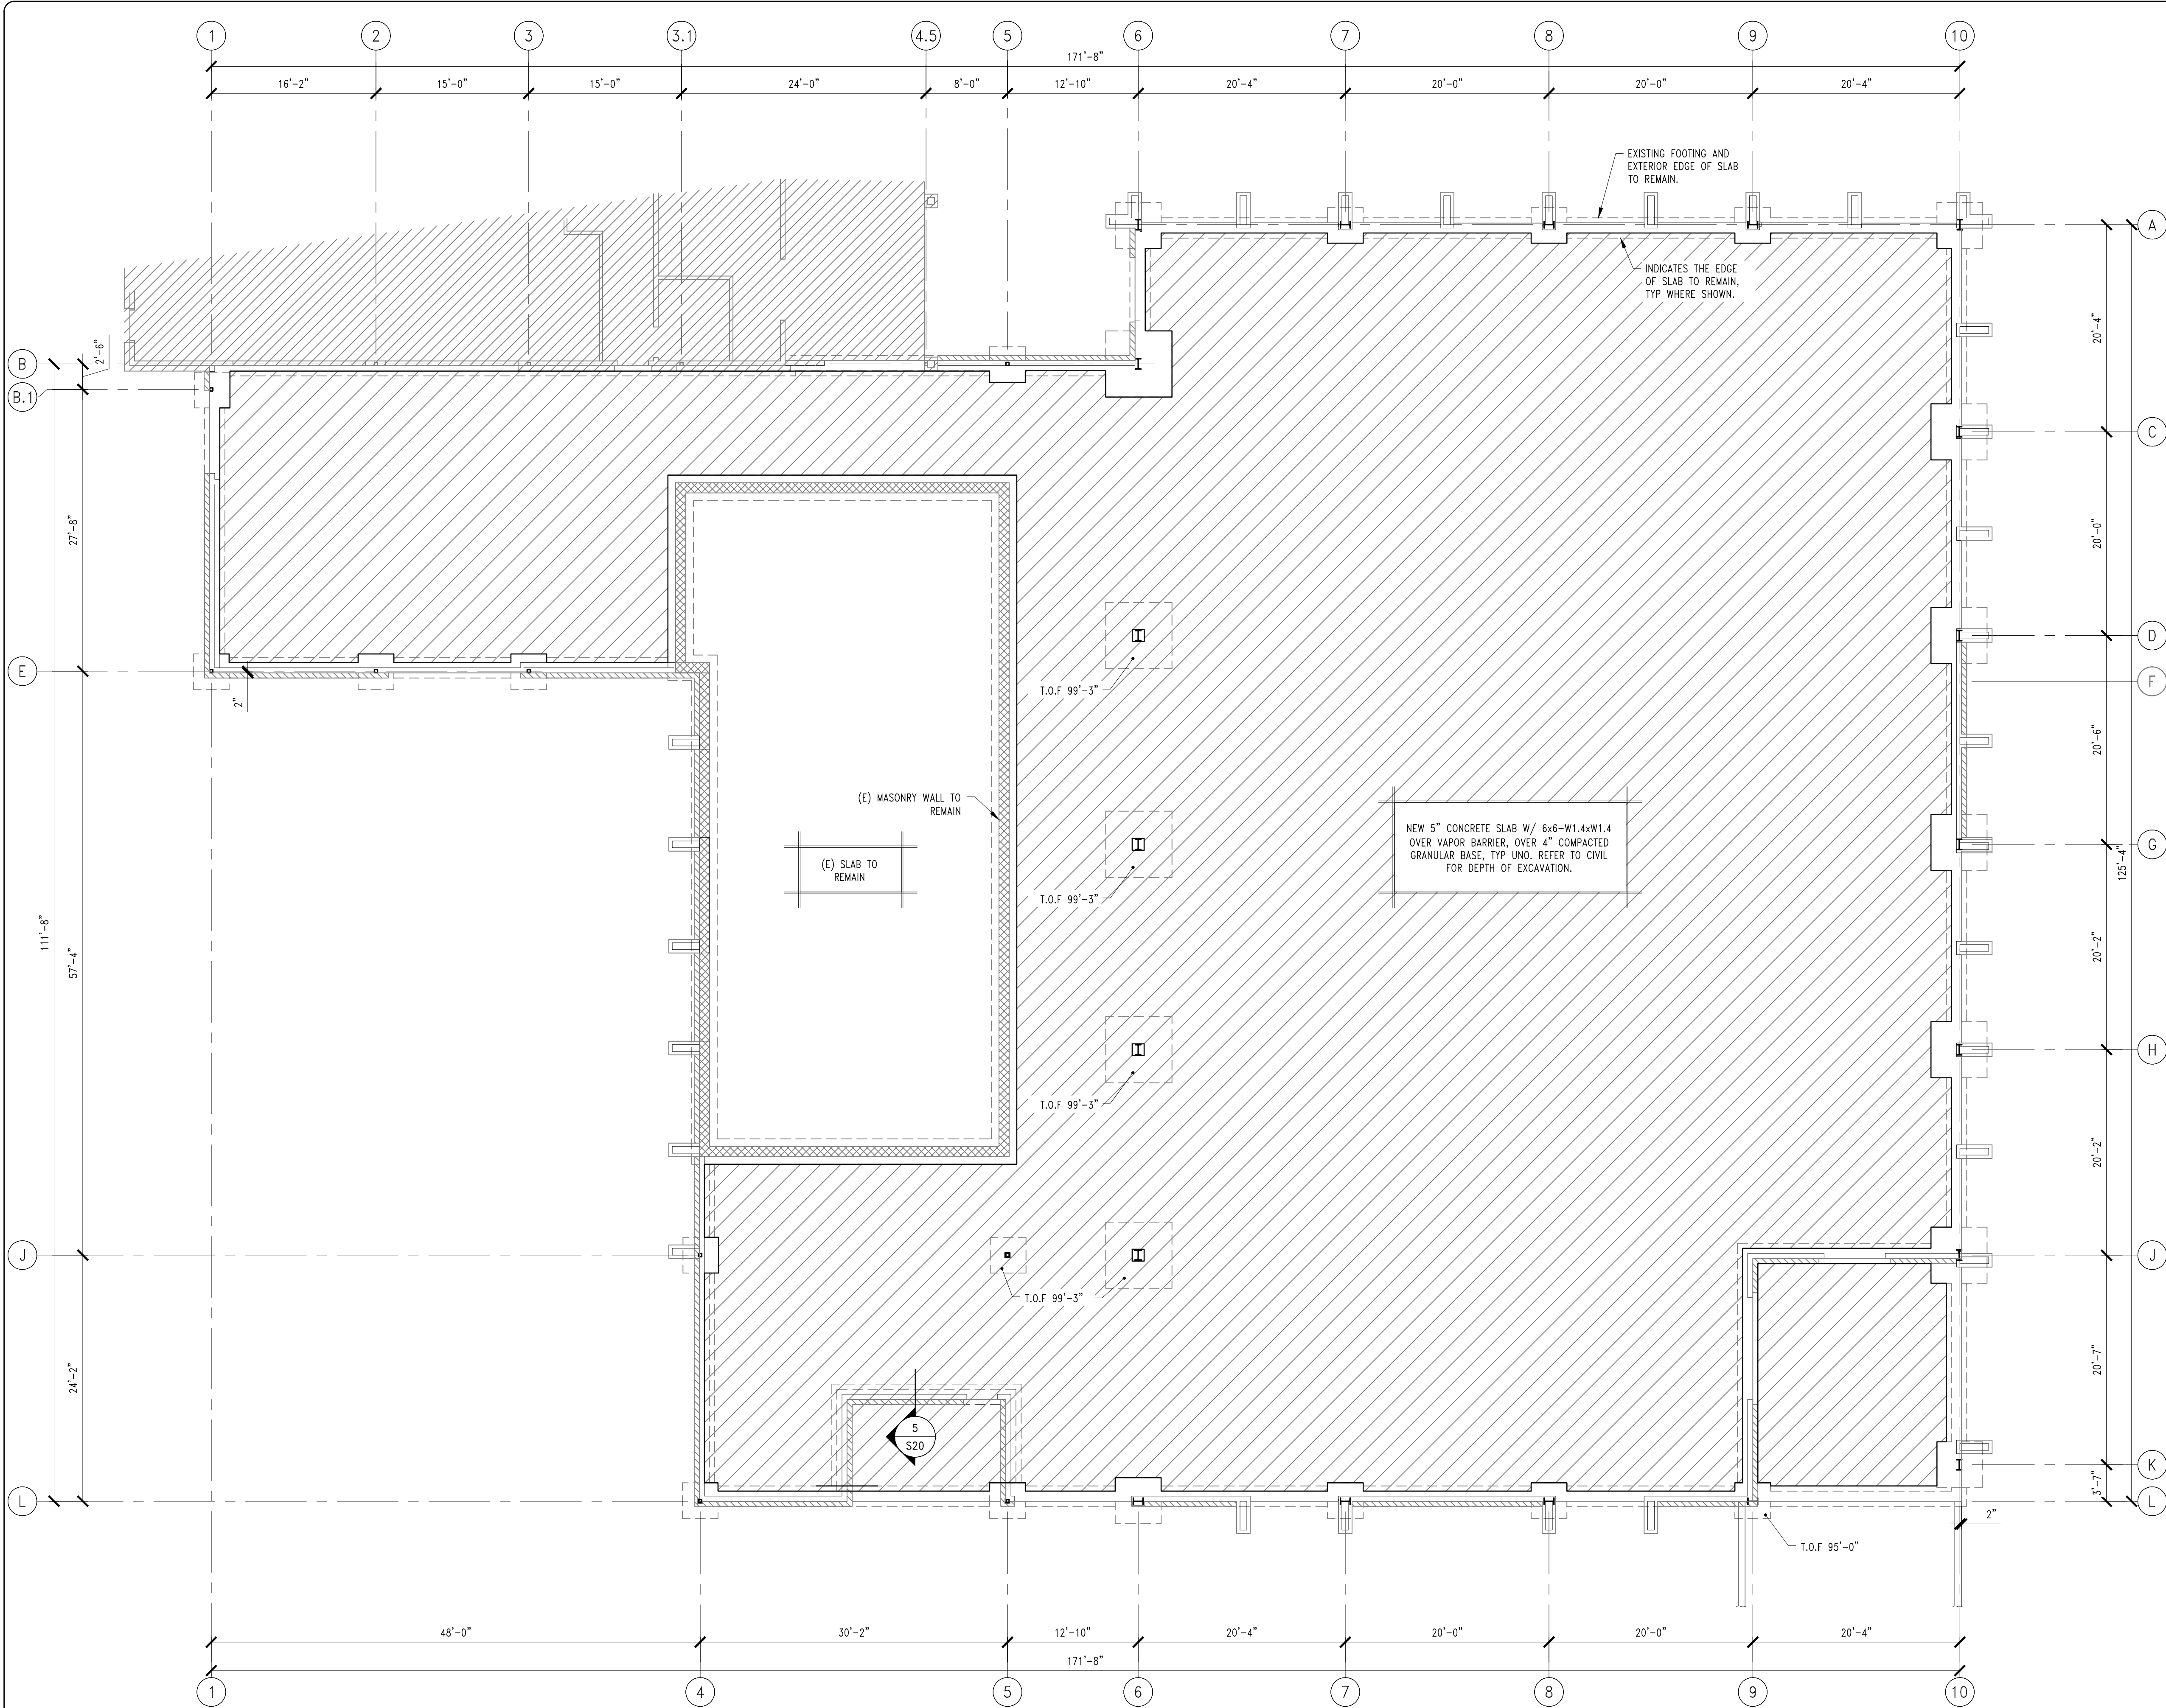 1 2 3 3.1 4.5 5 6 7 8 9 10
171'-8"
16'-2" 15'-0" 15'-0" 24'-0" 8'-0" 12'-10" 20'-4" 20'-0" 20'-0" 20'-4"
EXISTING FOOTING AND
EXTERIOR EDGE OF SLAB
TO REMAIN.
A
INDICATES THE EDGE
OF SLAB TO REMAIN,
TYP WHERE SHOWN.
20'-4"
2'-6"
B
B.1
C
27'-8"
20'-0"
D
E
F
2"
T.O.F 99'-3"
20'-6"
(E) MASONRY WALL TO
REMAIN
NEW 5" CONCRETE SLAB W/ 6x6-W1.4xW1.4
OVER VAPOR BARRIER, OVER 4" COMPACTED
GRANULAR BASE, TYP UNO. REFER TO CIVIL
FOR DEPTH OF EXCAVATION.
(E) SLAB TO
REMAIN
G
125'-4"
T.O.F 99'-3"
111'-8"
57'-4"
20'-2"
H
T.O.F 99'-3"
20'-2"
J
J
T.O.F 99'-3"
24'-2"
20'-7"
5
S20
K
3'-7"
L
L
2"
T.O.F 95'-0"
48'-0" 30'-2" 12'-10" 20'-4" 20'-0" 20'-0" 20'-4"
171'-8"
1 4 5 6 7 8 9 10